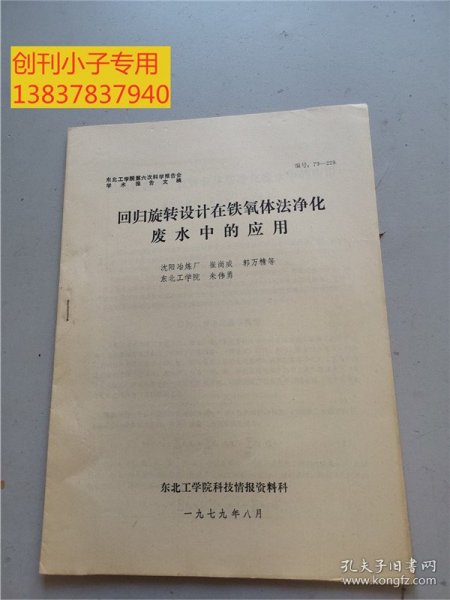 创刊小子专用
13837837940
东北工学院第六次科学报告会
学术报告文稿
编号：79—228
回归旋转设计在铁氧体法净化
废水中的应用
沈阳冶炼厂 崔尚成 郭万楠等
东北工学院 朱伟勇
东北工学院科技情报资料科
一九七九年八月
孔夫子旧书网
www.kongfz.com